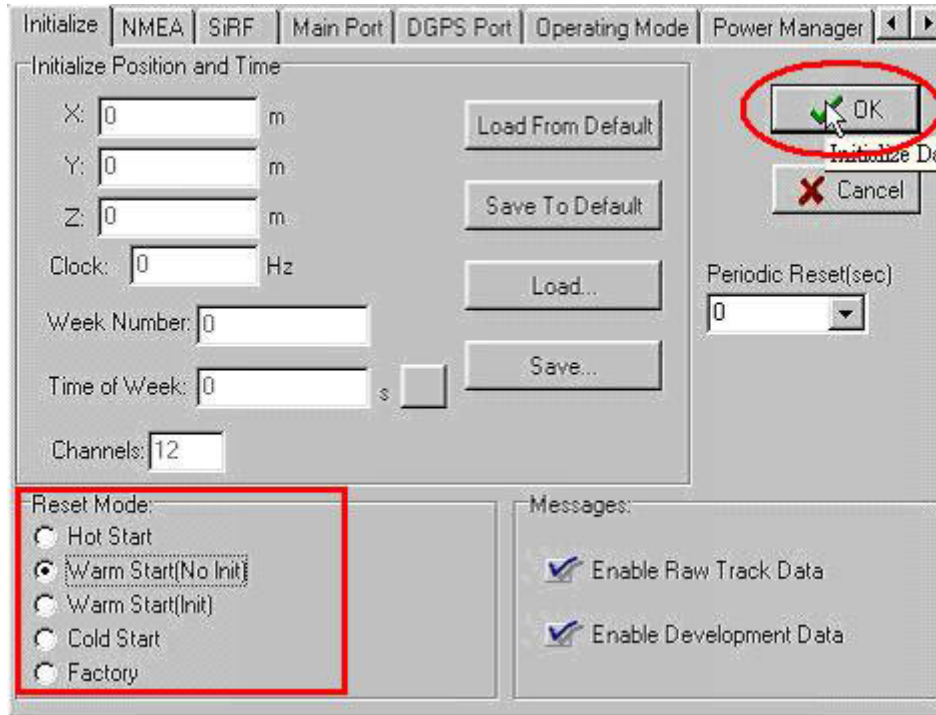 Initialize NMEA SiRF Main Port DGPS Port Operating Mode Power Manager
Initialize Position and Time
X: 0 m
Y: 0 m
Z: 0 m
Clock: 0 Hz
Week Number: 0
Time of Week: 0 s
Channels: 12
Load From Default
Save To Default
Load...
Save...
OK
Initialize Da
Cancel
Periodic Reset(sec)
0
Reset Mode:
Hot Start
Warm Start(No Init)
Warm Start(Init)
Cold Start
Factory
Messages:
Enable Raw Track Data
Enable Development Data